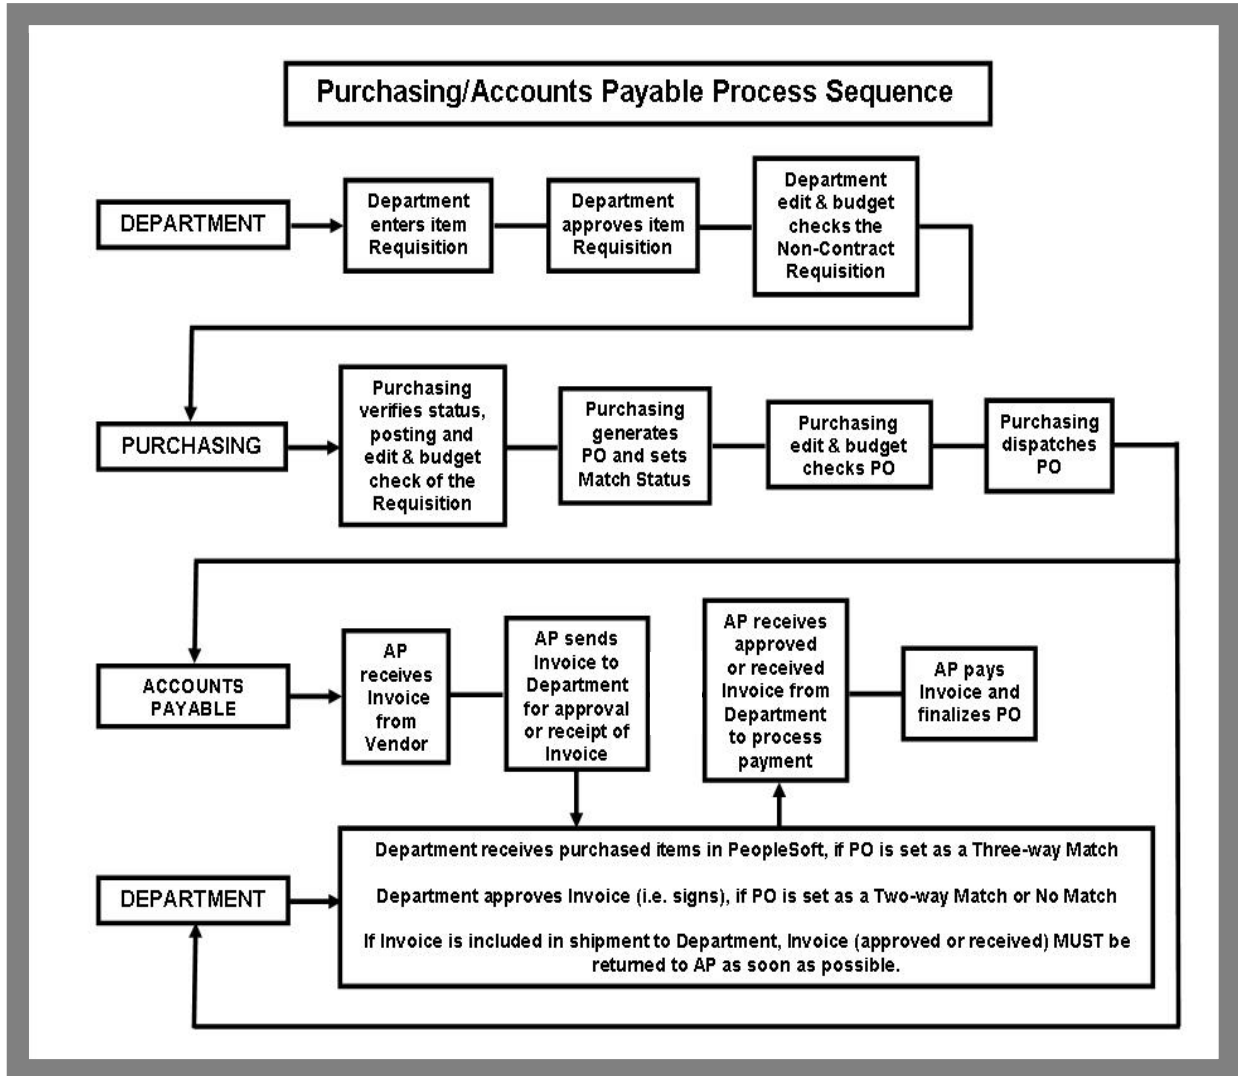 Purchasing/Accounts Payable Process Sequence
DEPARTMENT
Department
enters item
Requisition
Department
approves item
Requisition
Department
edit & budget
checks the
Non-Contract
Requisition
PURCHASING
Purchasing
verifies status,
posting and
edit & budget
check of the
Requisition
Purchasing
generates
PO and sets
Match Status
Purchasing
edit & budget
checks PO
Purchasing
dispatches
PO
ACCOUNTS
PAYABLE
AP
receives
Invoice
from
Vendor
AP sends
Invoice to
Department
for approval
or receipt of
Invoice
AP receives
approved
or received
Invoice from
Department
to process
payment
AP pays
Invoice and
finalizes PO
DEPARTMENT
Department receives purchased items in PeopleSoft, if PO is set as a Three-way Match
Department approves Invoice (i.e. signs), if PO is set as a Two-way Match or No Match
If Invoice is included in shipment to Department, Invoice (approved or received) MUST be
returned to AP as soon as possible.